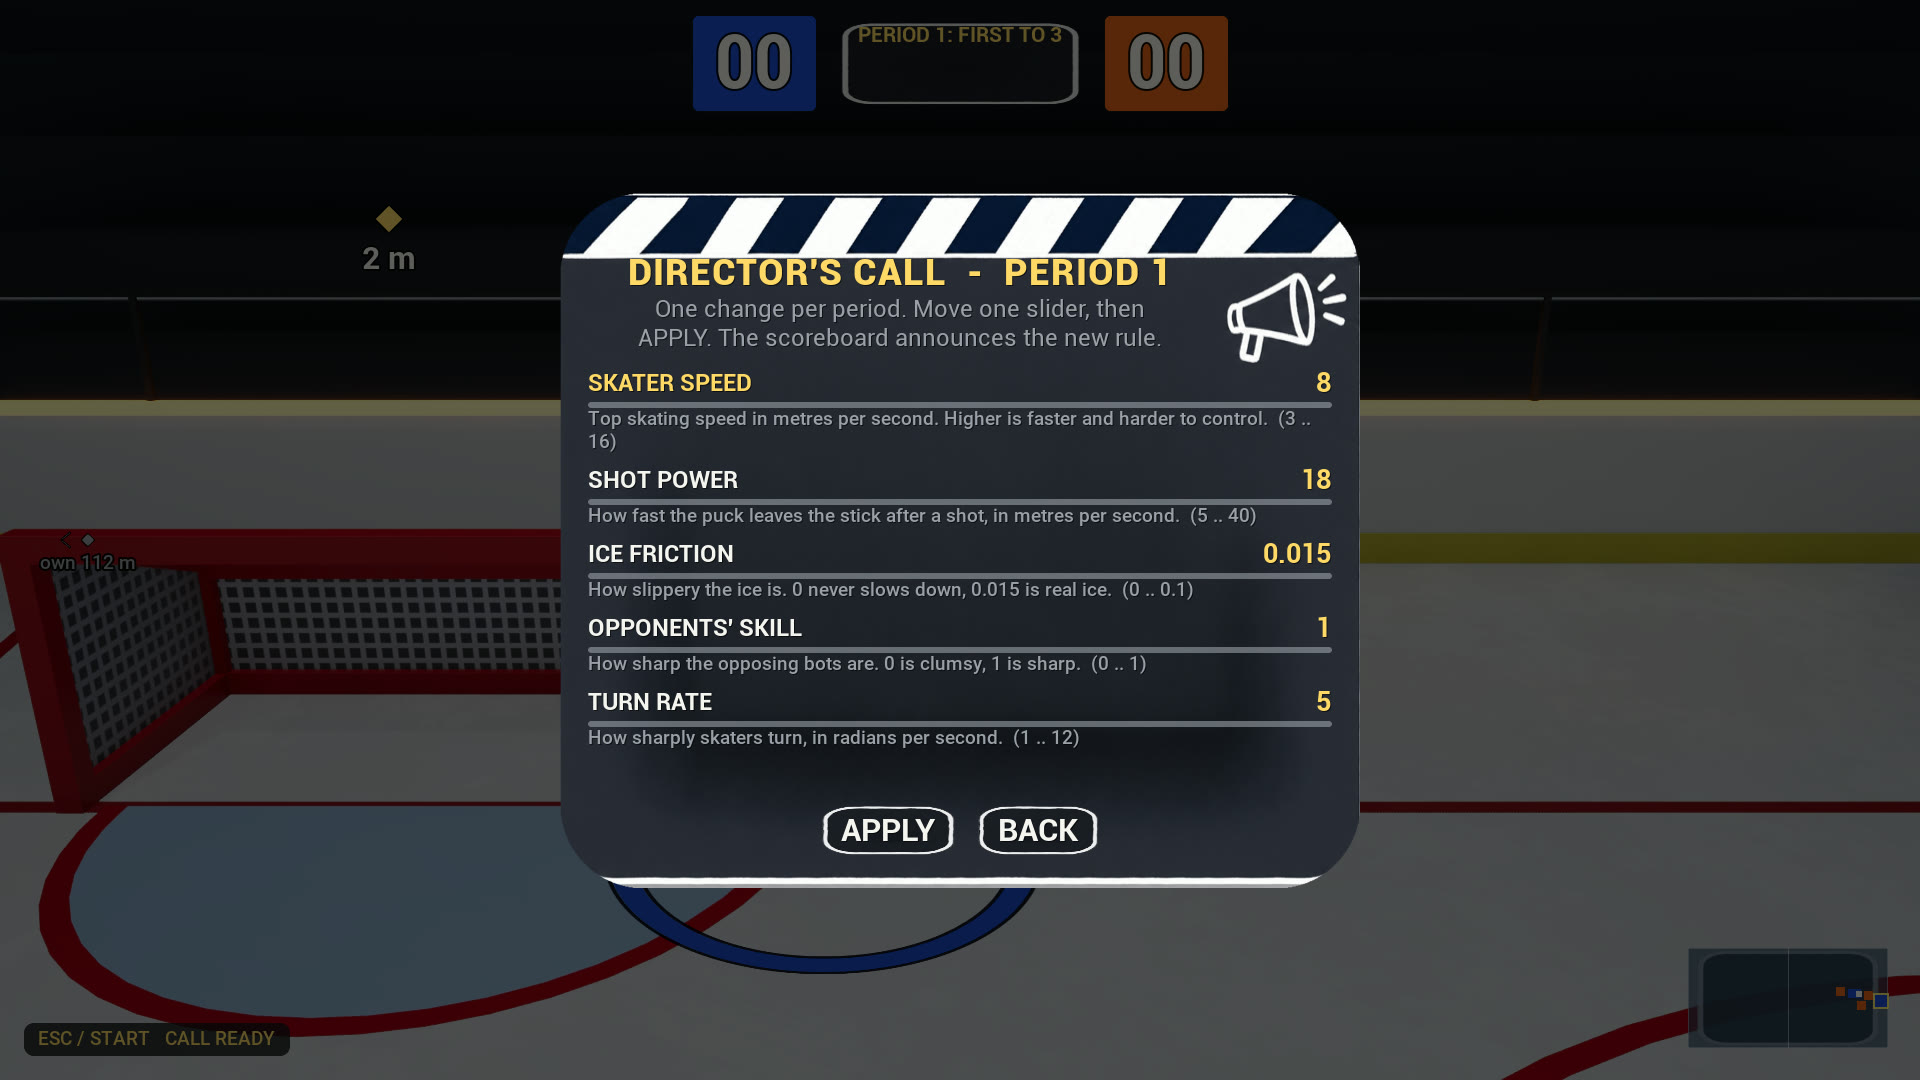 00
PERIOD 1: FIRST TO 3
00
2 m
DIRECTOR'S CALL - PERIOD 1
One change per period. Move one slider, then
APPLY. The scoreboard announces the new rule.
SKATER SPEED 8
Top skating speed in metres per second. Higher is faster and harder to control. (3 ..
16)
SHOT POWER 18
How fast the puck leaves the stick after a shot, in metres per second. (5 .. 40)
ICE FRICTION 0.015
How slippery the ice is. 0 never slows down, 0.015 is real ice. (0 .. 0.1)
own 112 m
OPPONENTS' SKILL 1
How sharp the opposing bots are. 0 is clumsy, 1 is sharp. (0 .. 1)
TURN RATE 5
How sharply skaters turn, in radians per second. (1 .. 12)
APPLY BACK
ESC / START CALL READY